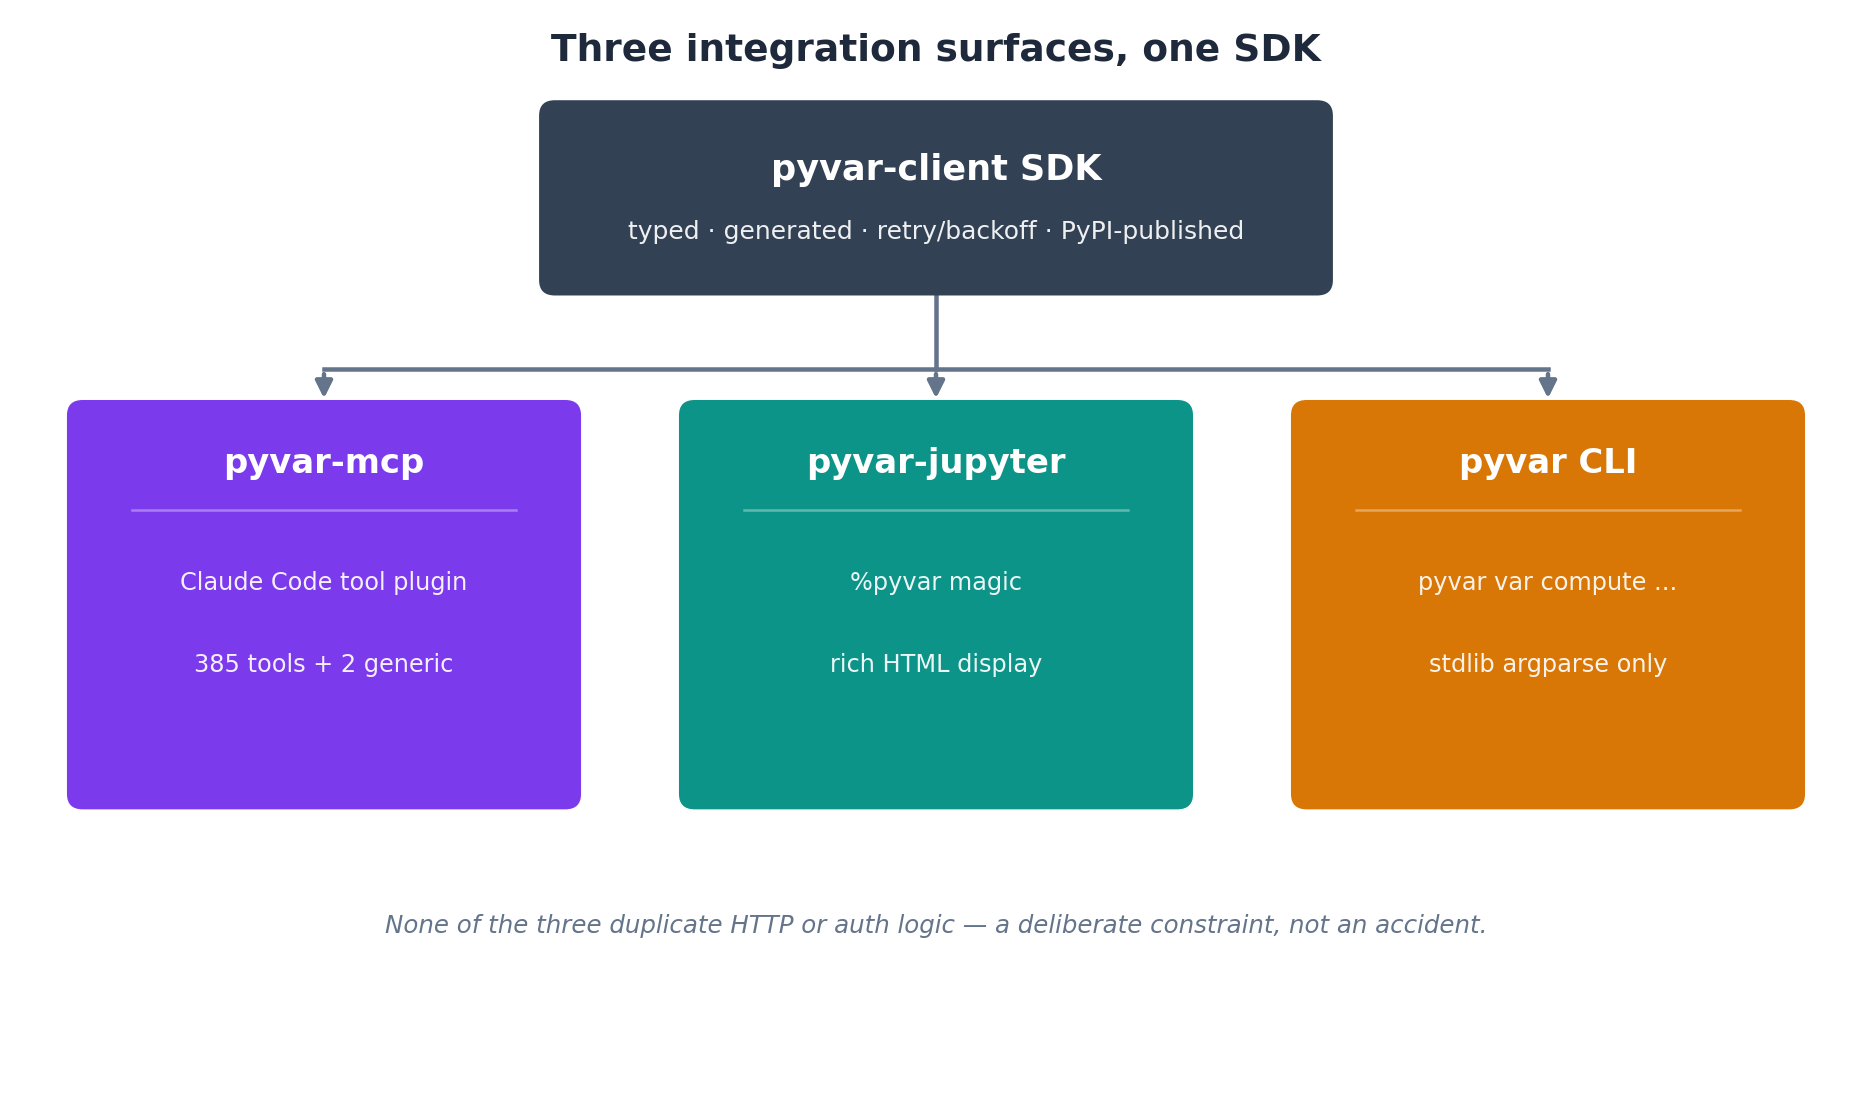 Three integration surfaces, one SDK
pyvar-client SDK
typed · generated · retry/backoff · PyPI-published
pyvar-mcp
Claude Code tool plugin
385 tools + 2 generic
pyvar-jupyter
%pyvar magic
rich HTML display
pyvar CLI
pyvar var compute ...
stdlib argparse only
None of the three duplicate HTTP or auth logic — a deliberate constraint, not an accident.